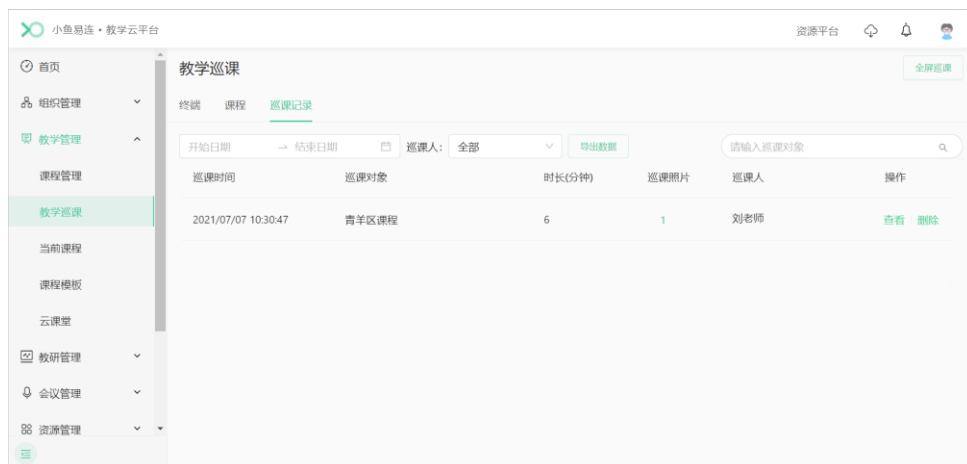 小鱼易连·教学云平台
资源平台
首页
组织管理
教学管理
课程管理
教学巡课
当前课程
课程模板
云课堂
教研管理
会议管理
资源管理
教学巡课
全屏巡课
终端 课程 巡课记录
开始日期 → 结束日期 巡课人: 全部 导出数据 请输入巡课对象
巡课时间 巡课对象 时长(分钟) 巡课照片 巡课人 操作
2021/07/07 10:30:47 青羊区课程 6 1 刘老师 查看 删除